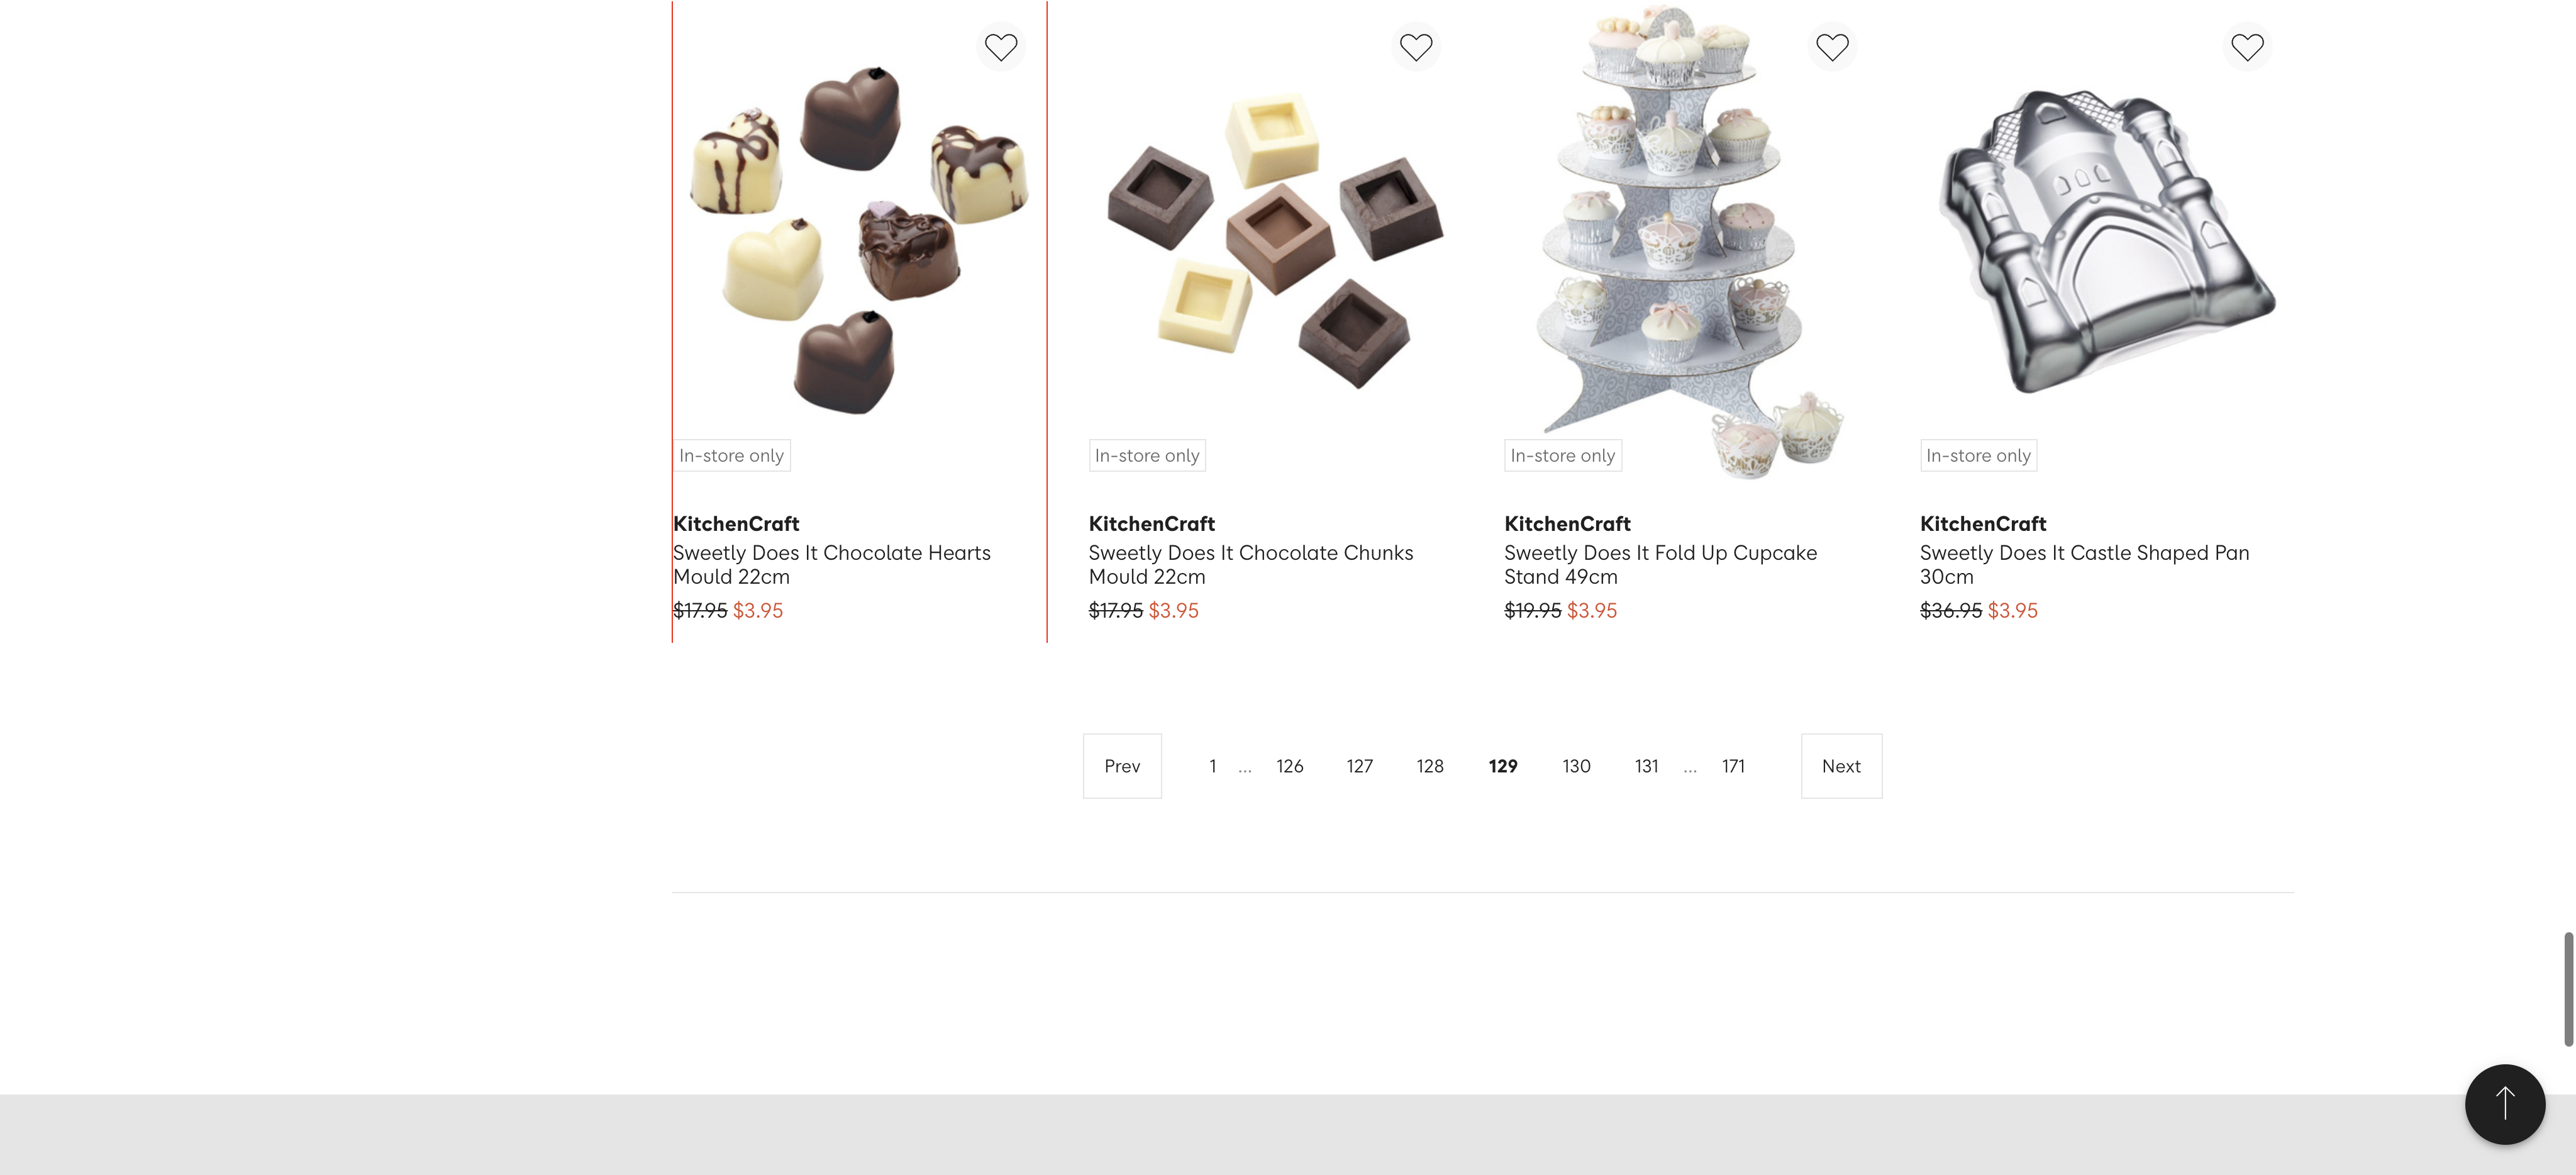 In-store only
In-store only
In-store only
In-store only
KitchenCraft
Sweetly Does It Chocolate Hearts
Mould 22cm
$17.95 $3.95
KitchenCraft
Sweetly Does It Chocolate Chunks
Mould 22cm
$17.95 $3.95
KitchenCraft
Sweetly Does It Fold Up Cupcake
Stand 49cm
$19.95 $3.95
KitchenCraft
Sweetly Does It Castle Shaped Pan
30cm
$36.95 $3.95
Prev 1 ... 126 127 128 129 130 131 ... 171 Next